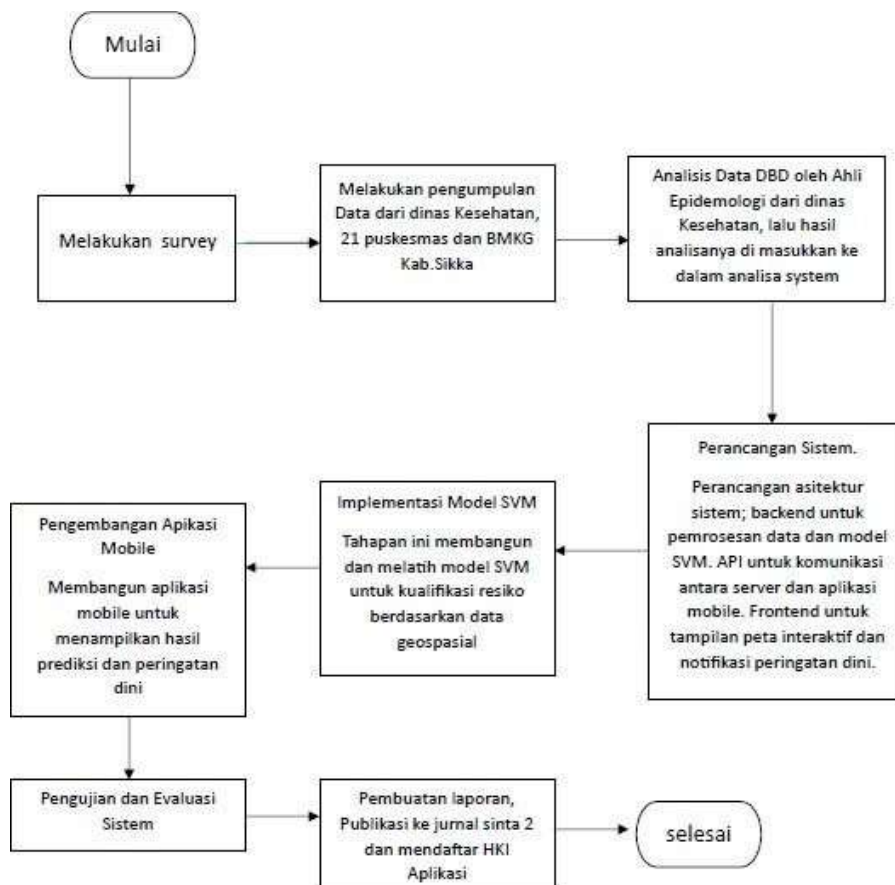 Mulai
Melakukan survey
Melakukan pengumpulan
Data dari dinas Kesehatan,
21 puskesmas dan BMKG
Kab.Sikka
Analisis Data DBD oleh Ahli
Epidemologi dari dinas
Kesehatan, lalu hasil
analisanya di masukkan ke
dalam analisa system
Perancangan Sistem.
Perancangan asitektur
sistem; backend untuk
pemrosesan data dan model
SVM. API untuk komunikasi
antara server dan aplikasi
mobile. Frontend untuk
tampilan peta interaktif dan
notifikasi peringatan dini.
Implementasi Model SVM
Tahapan ini membangun
dan melatih model SVM
untuk kualifikasi resiko
berdasarkan data
geospasial
Pengembangan Apikasi
Mobile
Membangun aplikasi
mobile untuk
menampilkan hasil
prediksi dan peringatan
dini
Pengujian dan Evaluasi
Sistem
Pembuatan laporan,
Publikasi ke jurnal sinta 2
dan mendaftar HKI
Aplikasi
selesai